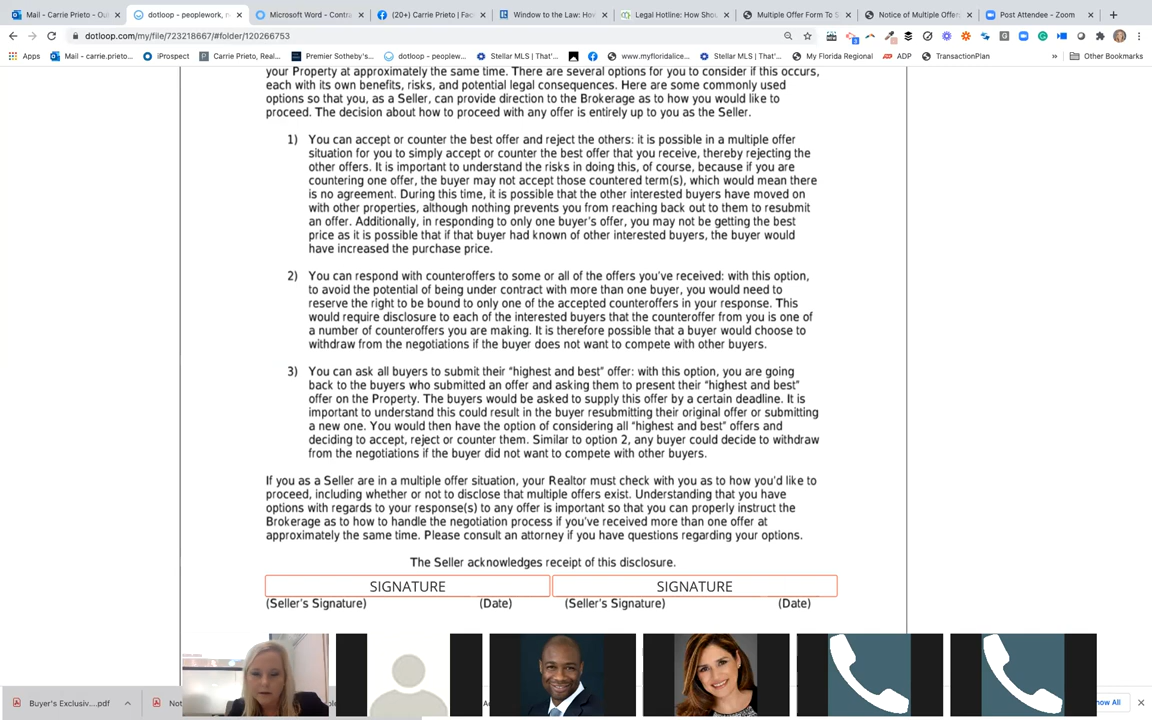 Mail – Carrie Prieto – Ou
dotloop - peoplework, n
Microsoft Word - Contra
(20+) Carrie Prieto | Fac
Window to the Law: Ho
Legal Hotline: How Shou
Multiple Offer Form To S
Notice of Multiple Offer
Post Attendee - Zoom
dotloop.com/my/file/723218667/#folder/120266753
Apps
Mail - carrie.prieto...
iProspect
Carrie Prieto, Real...
Premier Sotheby's...
dotloop - peoplew...
Stellar MLS | That'...
www.myfloridalice...
Stellar MLS | That'...
My Florida Regional
ADP
TransactionPlan
»
Other Bookmarks
your Property at approximately the same time. There are several options for you to consider if this occurs,
each with its own benefits, risks, and potential legal consequences. Here are some commonly used
options so that you, as a Seller, can provide direction to the Brokerage as to how you would like to
proceed. The decision about how to proceed with any offer is entirely up to you as the Seller.
1) You can accept or counter the best offer and reject the others: it is possible in a multiple offer
situation for you to simply accept or counter the best offer that you receive, thereby rejecting the
other offers. It is important to understand the risks in doing this, of course, because if you are
countering one offer, the buyer may not accept those countered term(s), which would mean there
is no agreement. During this time, it is possible that the other interested buyers have moved on
with other properties, although nothing prevents you from reaching back out to them to resubmit
an offer. Additionally, in responding to only one buyer's offer, you may not be getting the best
price as it is possible that if that buyer had known of other interested buyers, the buyer would
have increased the purchase price.
2) You can respond with counteroffers to some or all of the offers you've received: with this option,
to avoid the potential of being under contract with more than one buyer, you would need to
reserve the right to be bound to only one of the accepted counteroffers in your response. This
would require disclosure to each of the interested buyers that the counteroffer from you is one of
a number of counteroffers you are making. It is therefore possible that a buyer would choose to
withdraw from the negotiations if the buyer does not want to compete with other buyers.
3) You can ask all buyers to submit their "highest and best" offer: with this option, you are going
back to the buyers who submitted an offer and asking them to present their "highest and best"
offer on the Property. The buyers would be asked to supply this offer by a certain deadline. It is
important to understand this could result in the buyer resubmitting their original offer or submitting
a new one. You would then have the option of considering all "highest and best" offers and
deciding to accept, reject or counter them. Similar to option 2, any buyer could decide to withdraw
from the negotiations if the buyer did not want to compete with other buyers.
If you as a Seller are in a multiple offer situation, your Realtor must check with you as to how you'd like to
proceed, including whether or not to disclose that multiple offers exist. Understanding that you have
options with regards to your response(s) to any offer is important so that you can properly instruct the
Brokerage as to how to handle the negotiation process if you've received more than one offer at
approximately the same time. Please consult an attorney if you have questions regarding your options.
The Seller acknowledges receipt of this disclosure.
SIGNATURE SIGNATURE
(Seller's Signature) (Date) (Seller's Signature) (Date)
Buyer's Exclusiv....pdf
Not